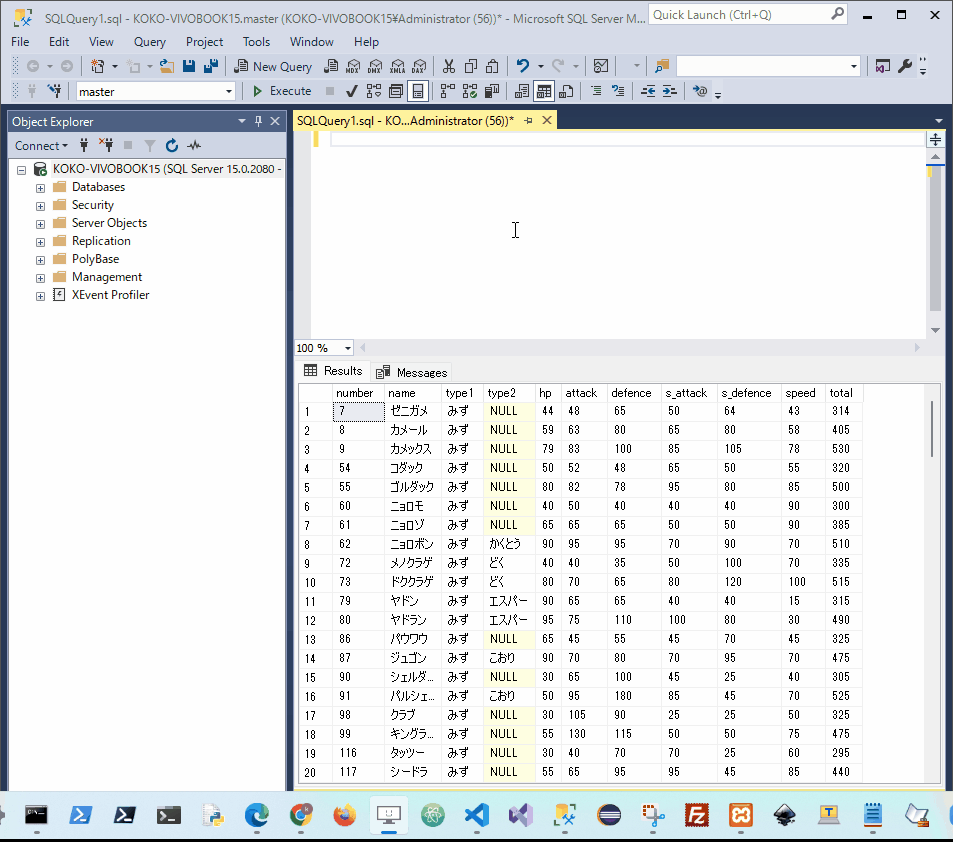 SQLQuery1.sql - KOKO-VIVOBOOK15.master (KOKO-VIVOBOOK15¥Administrator (56))* - Microsoft SQL Server M...
Quick Launch (Ctrl+Q)
File Edit View Query Project Tools Window Help
New Query MDX DMX XMLA DAX
master Execute
Object Explorer
SQLQuery1.sql - KO...Administrator (56))*
Connect
KOKO-VIVOBOOK15 (SQL Server 15.0.2080 -
Databases
Security
Server Objects
Replication
PolyBase
Management
XEvent Profiler
100 %
Results Messages
number name type1 type2 hp attack defence s_attack s_defence speed total
1 7 ゼニガメ みず NULL 44 48 65 50 64 43 314
2 8 カメール みず NULL 59 63 80 65 80 58 405
3 9 カメックス みず NULL 79 83 100 85 105 78 530
4 54 コダック みず NULL 50 52 48 65 50 55 320
5 55 ゴルダック みず NULL 80 82 78 95 80 85 500
6 60 ニョロモ みず NULL 40 50 40 40 40 90 300
7 61 ニョロゾ みず NULL 65 65 65 50 50 90 385
8 62 ニョロボン みず かくとう 90 95 95 70 90 70 510
9 72 メノクラゲ みず どく 40 40 35 50 100 70 335
10 73 ドククラゲ みず どく 80 70 65 80 120 100 515
11 79 ヤドン みず エスパー 90 65 65 40 40 15 315
12 80 ヤドラン みず エスパー 95 75 110 100 80 30 490
13 86 パウワウ みず NULL 65 45 55 45 70 45 325
14 87 ジュゴン みず こおり 90 70 80 70 95 70 475
15 90 シェルダ... みず NULL 30 65 100 45 25 40 305
16 91 パルシェ... みず こおり 50 95 180 85 45 70 525
17 98 クラブ みず NULL 30 105 90 25 25 50 325
18 99 キングラ... みず NULL 55 130 115 50 50 75 475
19 116 タッツー みず NULL 30 40 70 70 25 60 295
20 117 シードラ みず NULL 55 65 95 95 45 85 440